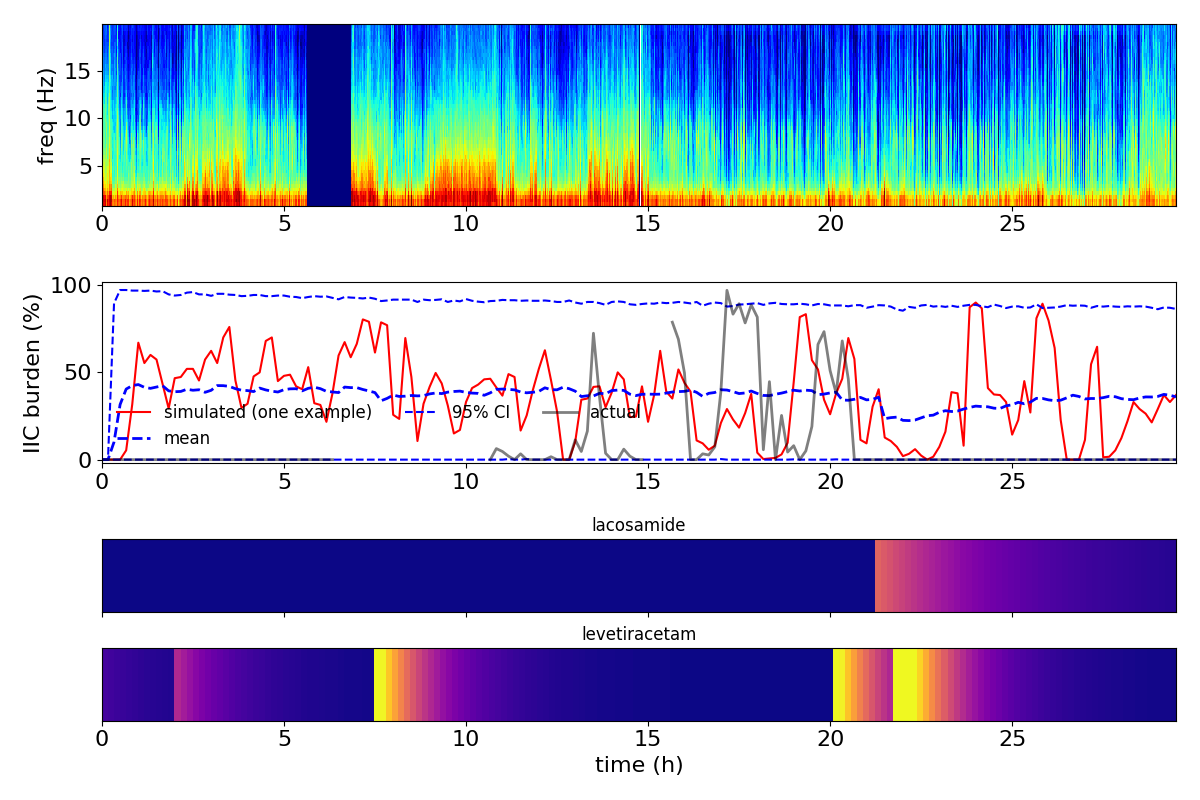 freq (Hz)
15
10
5
0 5 10 15 20 25
IIC burden (%)
100
50
0
simulated (one example) 95% CI actual
mean
0 5 10 15 20 25
lacosamide
levetiracetam
0 5 10 15 20 25
time (h)